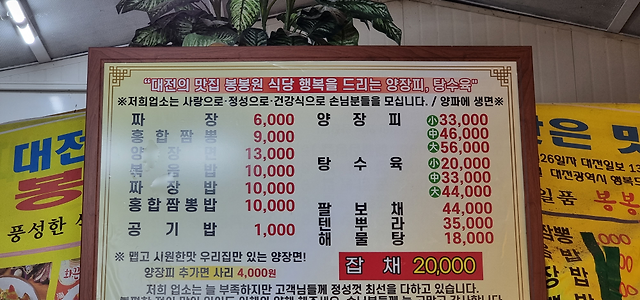 "대전의 맛집 봉봉원 식당 행복을 드리는 양장피, 탕수육"
※저희업소는 사랑으로·정성으로·건강식으로 손님분들을 모십니다. / 양파에 생면※
짜 장 6,000
홍 합 짬 뽕 9,000
양 장 면 13,000
볶 음 밥 10,000
짜 장 밥 10,000
홍 합 짬 뽕 밥 10,000
공 기 밥 1,000
양 장 피 小 33,000
中 46,000
大 56,000
탕 수 육 小 20,000
中 33,000
大 44,000
팔 보 채 44,000
텐 뿌 라 35,000
해 물 탕 18,000
잡 채 20,000
※ 맵고 시원한맛 우리집만 있는 양장면!
양장피 추가면 사리 4,000원
저희 업소는 늘 부족하지만 고객님들께 정성껏 최선을 다하고 있습니다.
대전
봉
풍성한
은 맛
26일자 대전일보 13
대전광역시 행복드
일품 봉봉
짬뽕